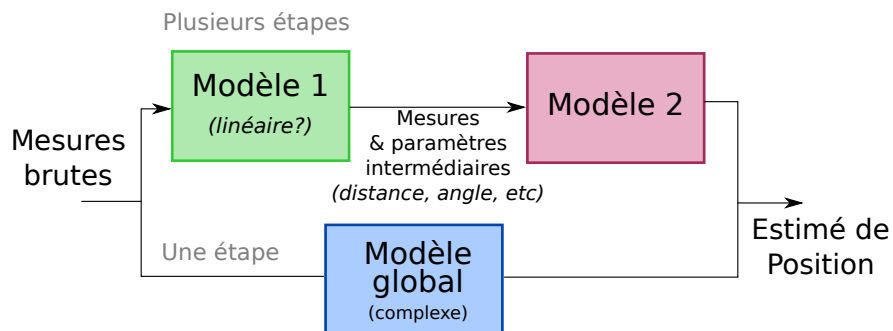 Plusieurs étapes
Modèle 1
(linéaire?)
Modèle 2
Mesures
brutes
Mesures
& paramètres
intermédiaires
(distance, angle, etc)
Une étape
Modèle
global
(complexe)
Estimé de
Position